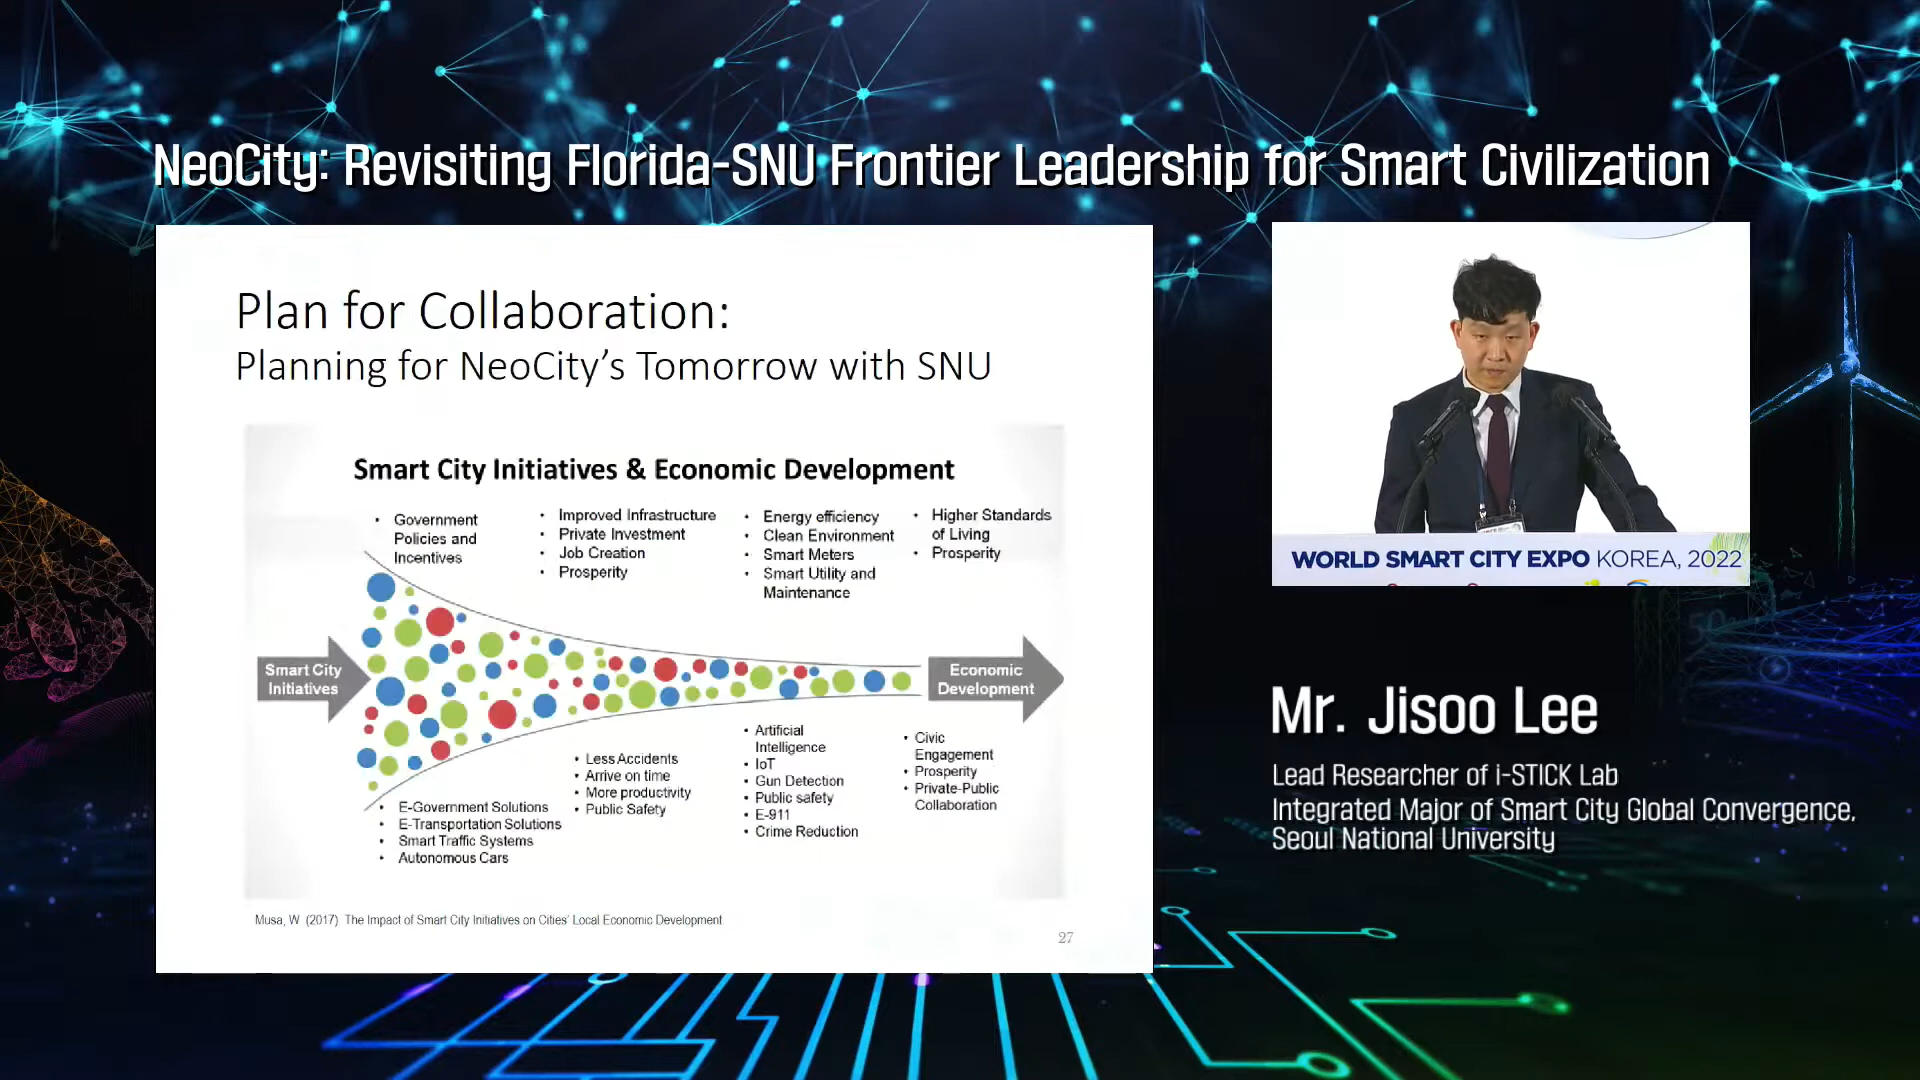 NeoCity: Revisiting Florida-SNU Frontier Leadership for Smart Civilization
Plan for Collaboration:
Planning for NeoCity's Tomorrow with SNU
Smart City Initiatives & Economic Development
• Government
Policies and
Incentives
• Improved Infrastructure
• Private Investment
• Job Creation
• Prosperity
• Energy efficiency
• Clean Environment
• Smart Meters
• Smart Utility and
Maintenance
• Higher Standards
of Living
• Prosperity
Smart City
Initiatives
Economic
Development
• E-Government Solutions
• E-Transportation Solutions
• Smart Traffic Systems
• Autonomous Cars
• Less Accidents
• Arrive on time
• More productivity
• Public Safety
• Artificial
Intelligence
• IoT
• Gun Detection
• Public safety
• E-911
• Crime Reduction
• Civic
Engagement
• Prosperity
• Private-Public
Collaboration
Musa, W (2017) The Impact of Smart City Initiatives on Cities' Local Economic Development
27
WORLD SMART CITY EXPO KOREA, 2022
Mr. Jisoo Lee
Lead Researcher of i-STICK Lab
Integrated Major of Smart City Global Convergence,
Seoul National University